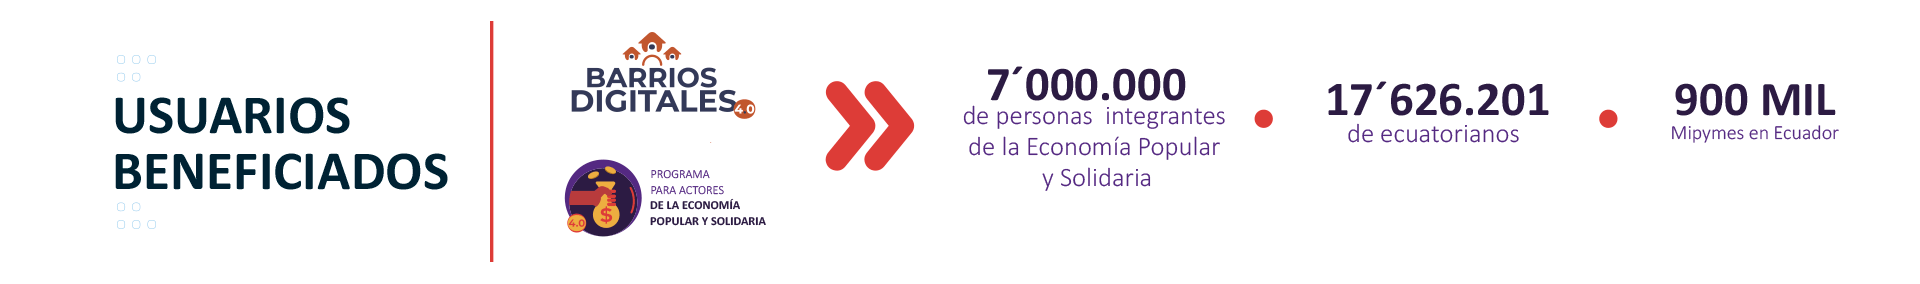 USUARIOS
BENEFICIADOS
BARRIOS
DIGITALES
4.0
PROGRAMA
PARA ACTORES
DE LA ECONOMÍA
POPULAR Y SOLIDARIA
$
4.0
7´000.000
de personas integrantes
de la Economía Popular
y Solidaria
17´626.201
de ecuatorianos
900 MIL
Mipymes en Ecuador